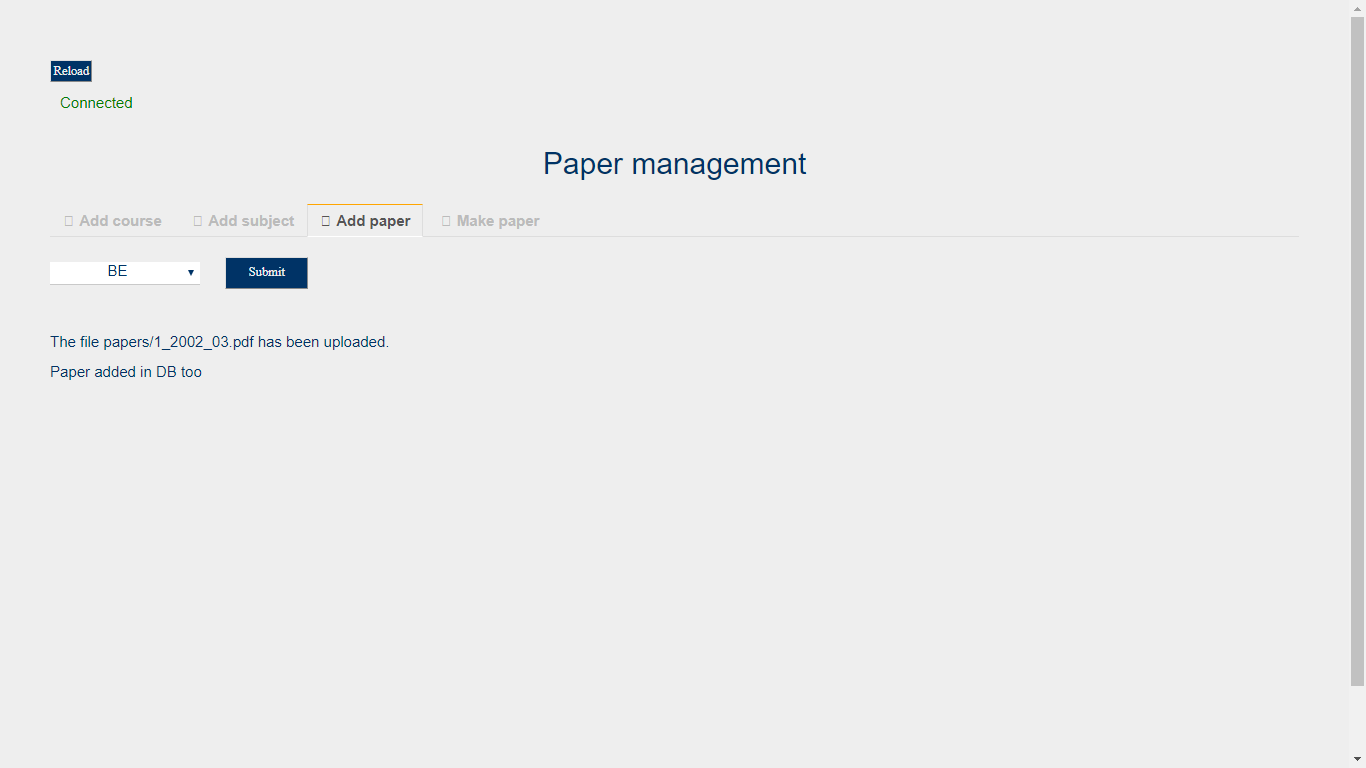 Reload
Connected
Paper management
Add course Add subject Add paper Make paper
BE Submit
The file papers/1_2002_03.pdf has been uploaded.
Paper added in DB too